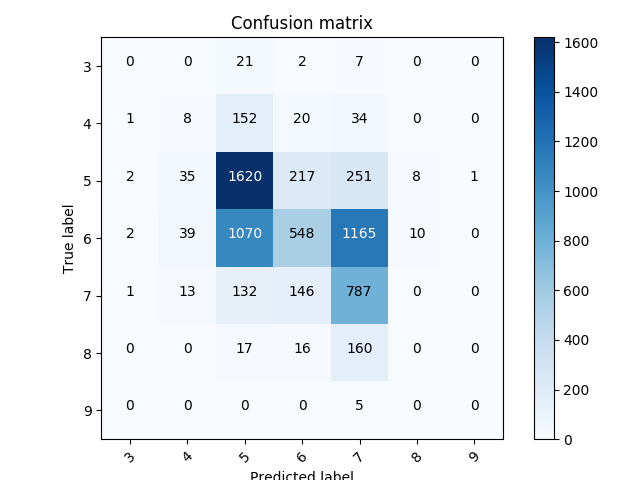 Confusion matrix
3 0 0 21 2 7 0 0
4 1 8 152 20 34 0 0
5 2 35 1620 217 251 8 1
6 2 39 1070 548 1165 10 0
7 1 13 132 146 787 0 0
8 0 0 17 16 160 0 0
9 0 0 0 0 5 0 0
3 4 5 6 7 8 9
True label
Predicted label
1600
1400
1200
1000
800
600
400
200
0